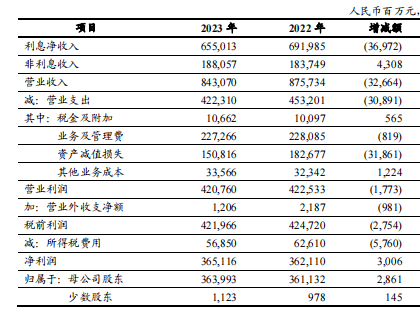 人民币百万元，
项目 2023 年 2022 年 增减额
利息净收入 655,013 691,985 (36,972)
非利息收入 188,057 183,749 4,308
营业收入 843,070 875,734 (32,664)
减：营业支出 422,310 453,201 (30,891)
其中：税金及附加 10,662 10,097 565
业务及管理费 227,266 228,085 (819)
资产减值损失 150,816 182,677 (31,861)
其他业务成本 33,566 32,342 1,224
营业利润 420,760 422,533 (1,773)
加：营业外收支净额 1,206 2,187 (981)
税前利润 421,966 424,720 (2,754)
减：所得税费用 56,850 62,610 (5,760)
净利润 365,116 362,110 3,006
归属于：母公司股东 363,993 361,132 2,861
少数股东 1,123 978 145